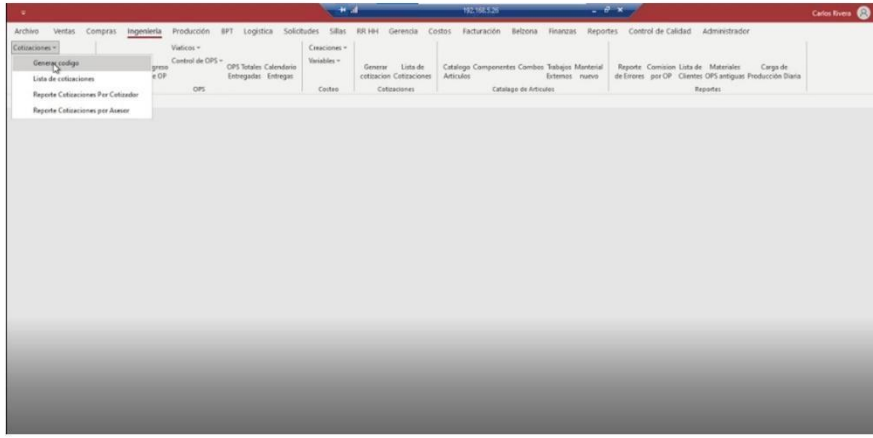 192.168.5.26
Carlos Rivera
Archivo Ventas Compras Ingeniería Producción BPT Logística Solicitudes Sillas RR HH Gerencia Costos Facturación Belzona Finanzas Reportes Control de Calidad Administrador
Cotizaciones
Generar codigo
Lista de cotizaciones
Reporte Cotizaciones Por Cotizador
Reporte Cotizaciones por Asesor
greso
e OP
Viaticos
Control de OPS
OPS Totales Calendario
Entregadas Entregas
OPS
Creaciones
Variables
Costeo
Generar Lista de
cotizacion Cotizaciones
Cotizaciones
Catalogo Componentes Combos Trabajos Manterial
Articulos Externos nuevo
Catalago de Articulos
Reporte Comision Lista de Materiales Carga de
de Errores por OP Clientes OPS antiguas Producción Diaria
Reportes